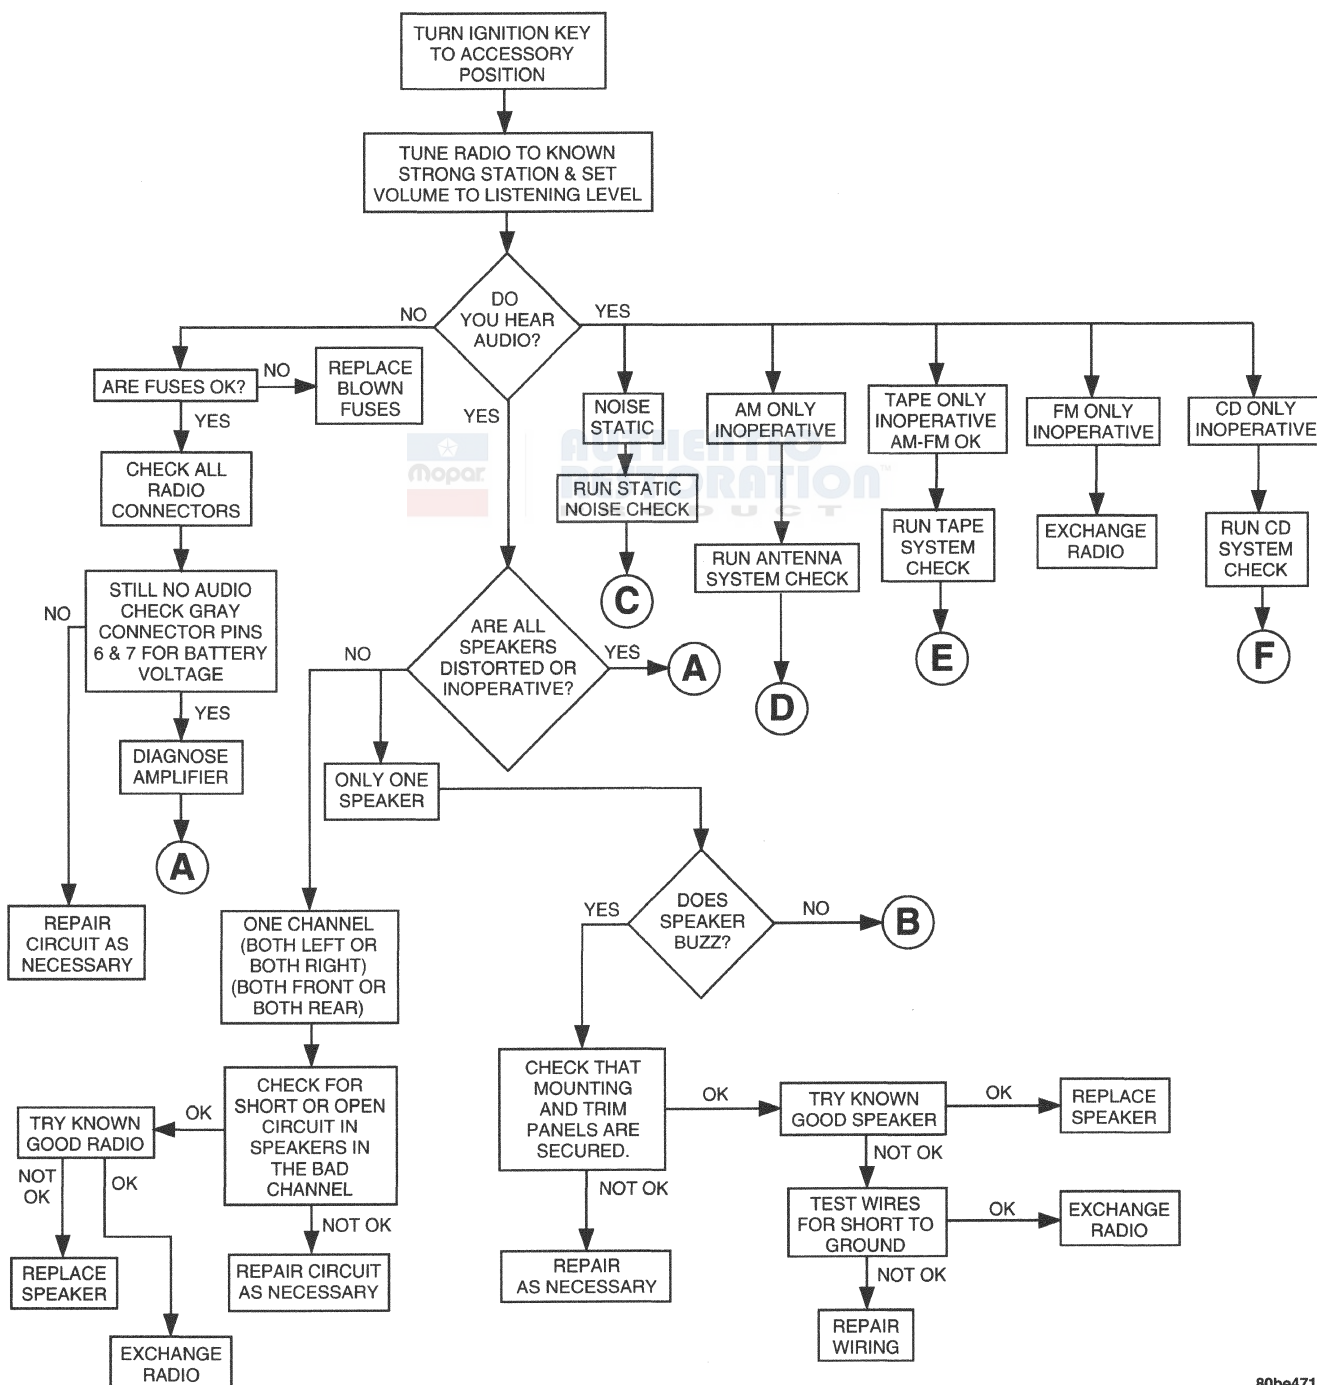 TURN IGNITION KEY
TO ACCESSORY
POSITION
TUNE RADIO TO KNOWN
STRONG STATION & SET
VOLUME TO LISTENING LEVEL
DO
YOU HEAR
AUDIO?
NO
YES
YES
ARE FUSES OK?
NO
REPLACE
BLOWN
FUSES
YES
NOISE
STATIC
AM ONLY
INOPERATIVE
TAPE ONLY
INOPERATIVE
AM-FM OK
FM ONLY
INOPERATIVE
CD ONLY
INOPERATIVE
Mopar
AUTHENTIC
RESTORATION™
PRODUCT
CHECK ALL
RADIO
CONNECTORS
RUN STATIC
NOISE CHECK
RUN ANTENNA
SYSTEM CHECK
RUN TAPE
SYSTEM
CHECK
EXCHANGE
RADIO
RUN CD
SYSTEM
CHECK
C
D
E
F
STILL NO AUDIO
CHECK GRAY
CONNECTOR PINS
6 & 7 FOR BATTERY
VOLTAGE
NO
YES
DIAGNOSE
AMPLIFIER
A
REPAIR
CIRCUIT AS
NECESSARY
ARE ALL
SPEAKERS
DISTORTED OR
INOPERATIVE?
NO
YES
A
ONLY ONE
SPEAKER
DOES
SPEAKER
BUZZ?
YES
NO
B
ONE CHANNEL
(BOTH LEFT OR
BOTH RIGHT)
(BOTH FRONT OR
BOTH REAR)
CHECK FOR
SHORT OR OPEN
CIRCUIT IN
SPEAKERS IN
THE BAD
CHANNEL
OK
TRY KNOWN
GOOD RADIO
NOT
OK
OK
REPLACE
SPEAKER
EXCHANGE
RADIO
NOT OK
REPAIR CIRCUIT
AS NECESSARY
CHECK THAT
MOUNTING
AND TRIM
PANELS ARE
SECURED.
OK
NOT OK
REPAIR
AS NECESSARY
TRY KNOWN
GOOD SPEAKER
OK
REPLACE
SPEAKER
NOT OK
TEST WIRES
FOR SHORT TO
GROUND
OK
EXCHANGE
RADIO
NOT OK
REPAIR
WIRING
80be471